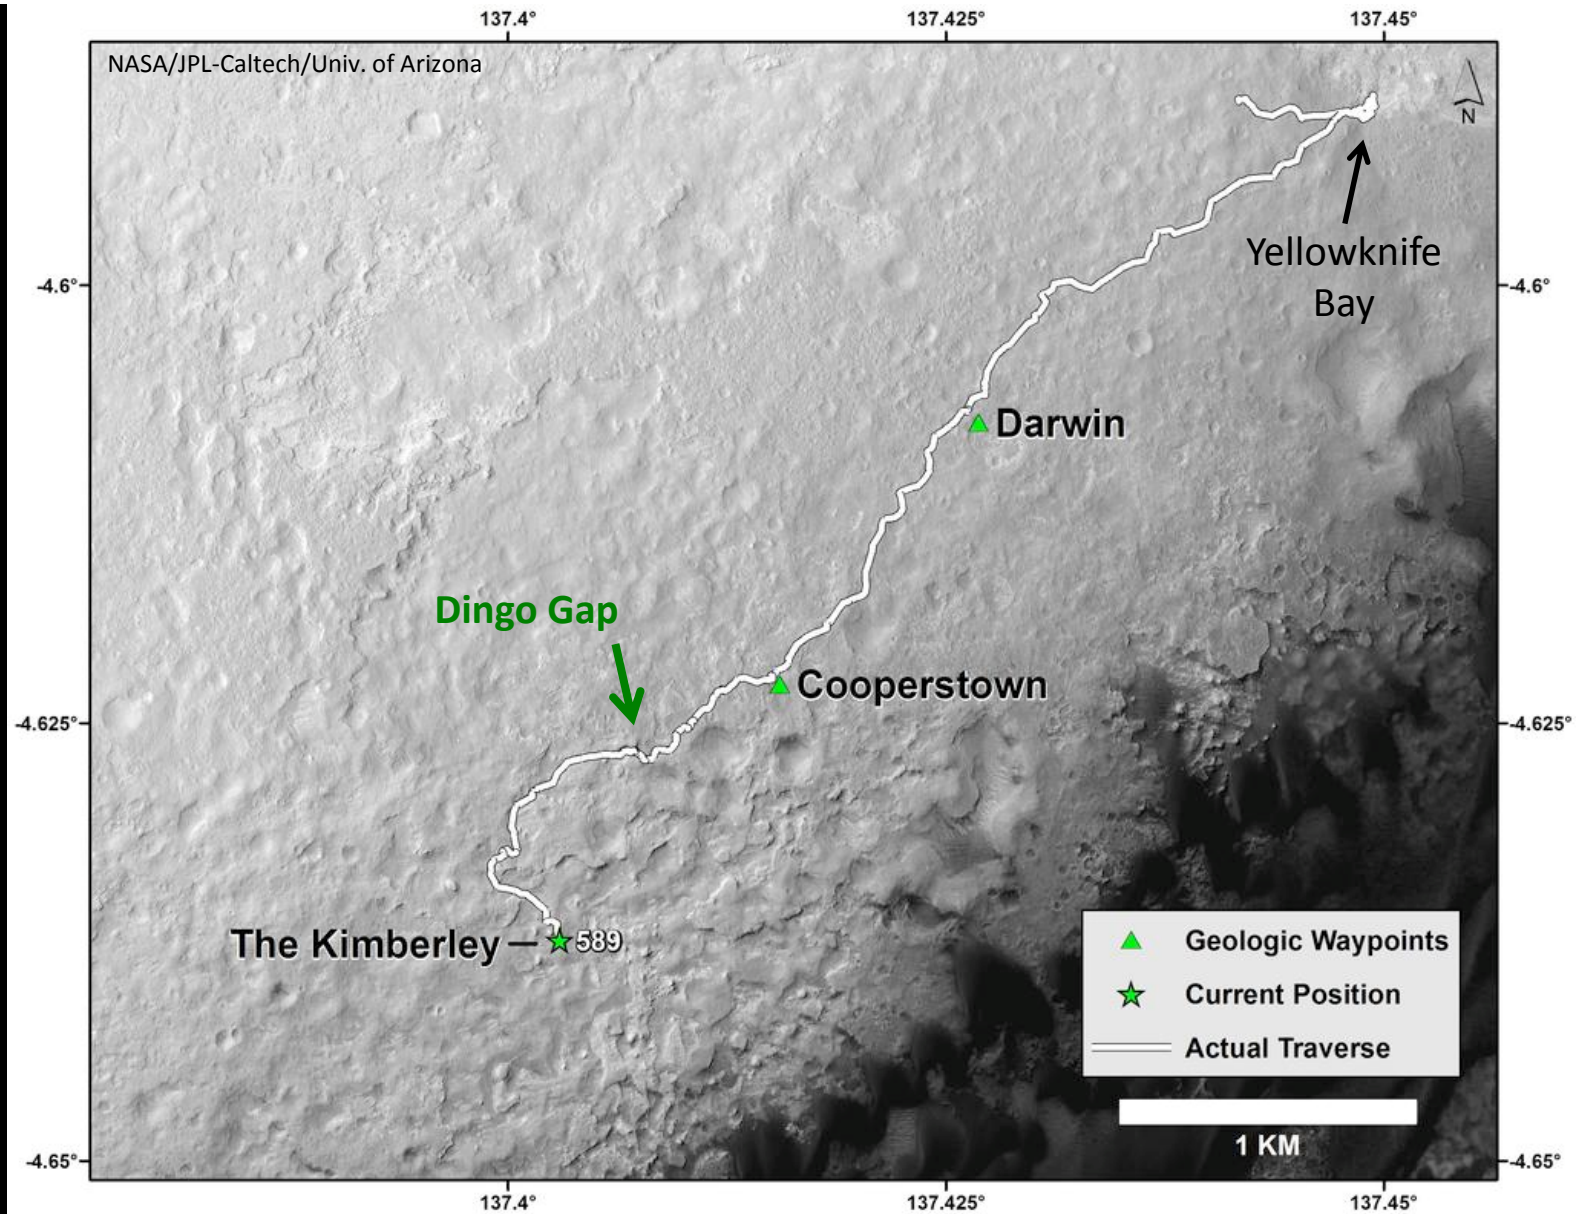 137.4°
137.425°
137.45°
NASA/JPL-Caltech/Univ. of Arizona
N
Yellowknife
Bay
-4.6°
-4.6°
Darwin
Dingo Gap
Cooperstown
-4.625°
-4.625°
The Kimberley
589
Geologic Waypoints
Current Position
Actual Traverse
1 KM
-4.65°
-4.65°
137.4°
137.425°
137.45°